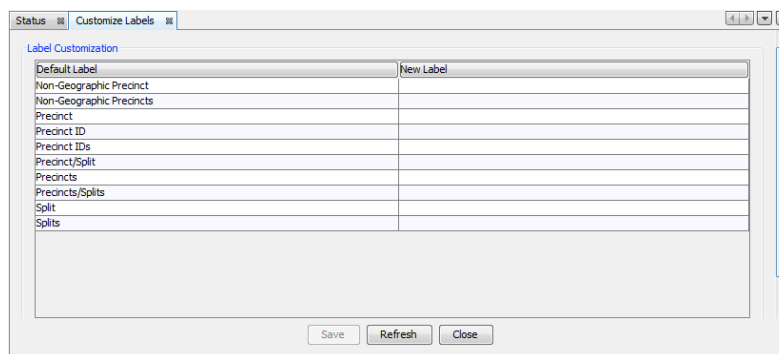 Status Customize Labels
Label Customization
Default Label New Label
Non-Geographic Precinct
Non-Geographic Precincts
Precinct
Precinct ID
Precinct IDs
Precinct/Split
Precincts
Precincts/Splits
Split
Splits
Save Refresh Close